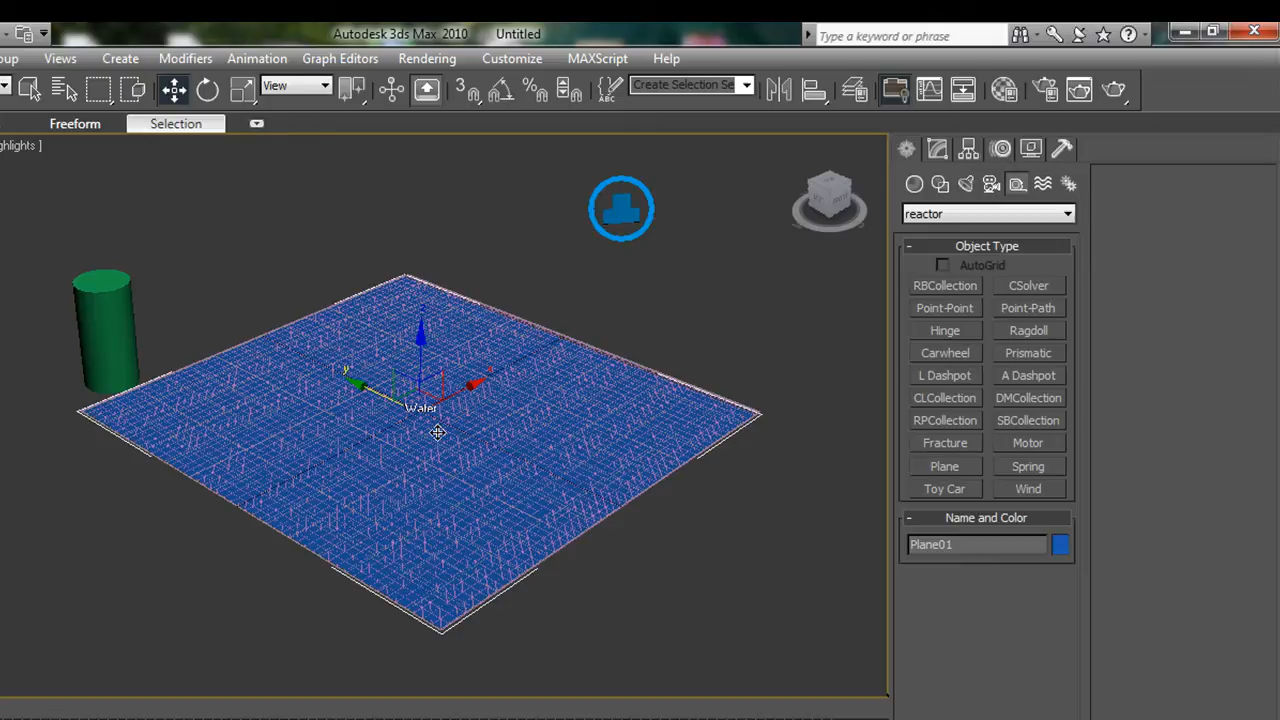 Autodesk 3ds Max 2010 Untitled
Type a keyword or phrase
oup Views Create Modifiers Animation Graph Editors Rendering Customize MAXScript Help
View
3
ABC
Create Selection Se
Freeform Selection
ghlights ]
reactor
- Object Type
AutoGrid
RBCollection CSolver
Point-Point Point-Path
Hinge Ragdoll
Carwheel Prismatic
L Dashpot A Dashpot
CLCollection DMCollection
RPCollection SBCollection
Fracture Motor
Plane Spring
Toy Car Wind
- Name and Color
Plane01
y
Water